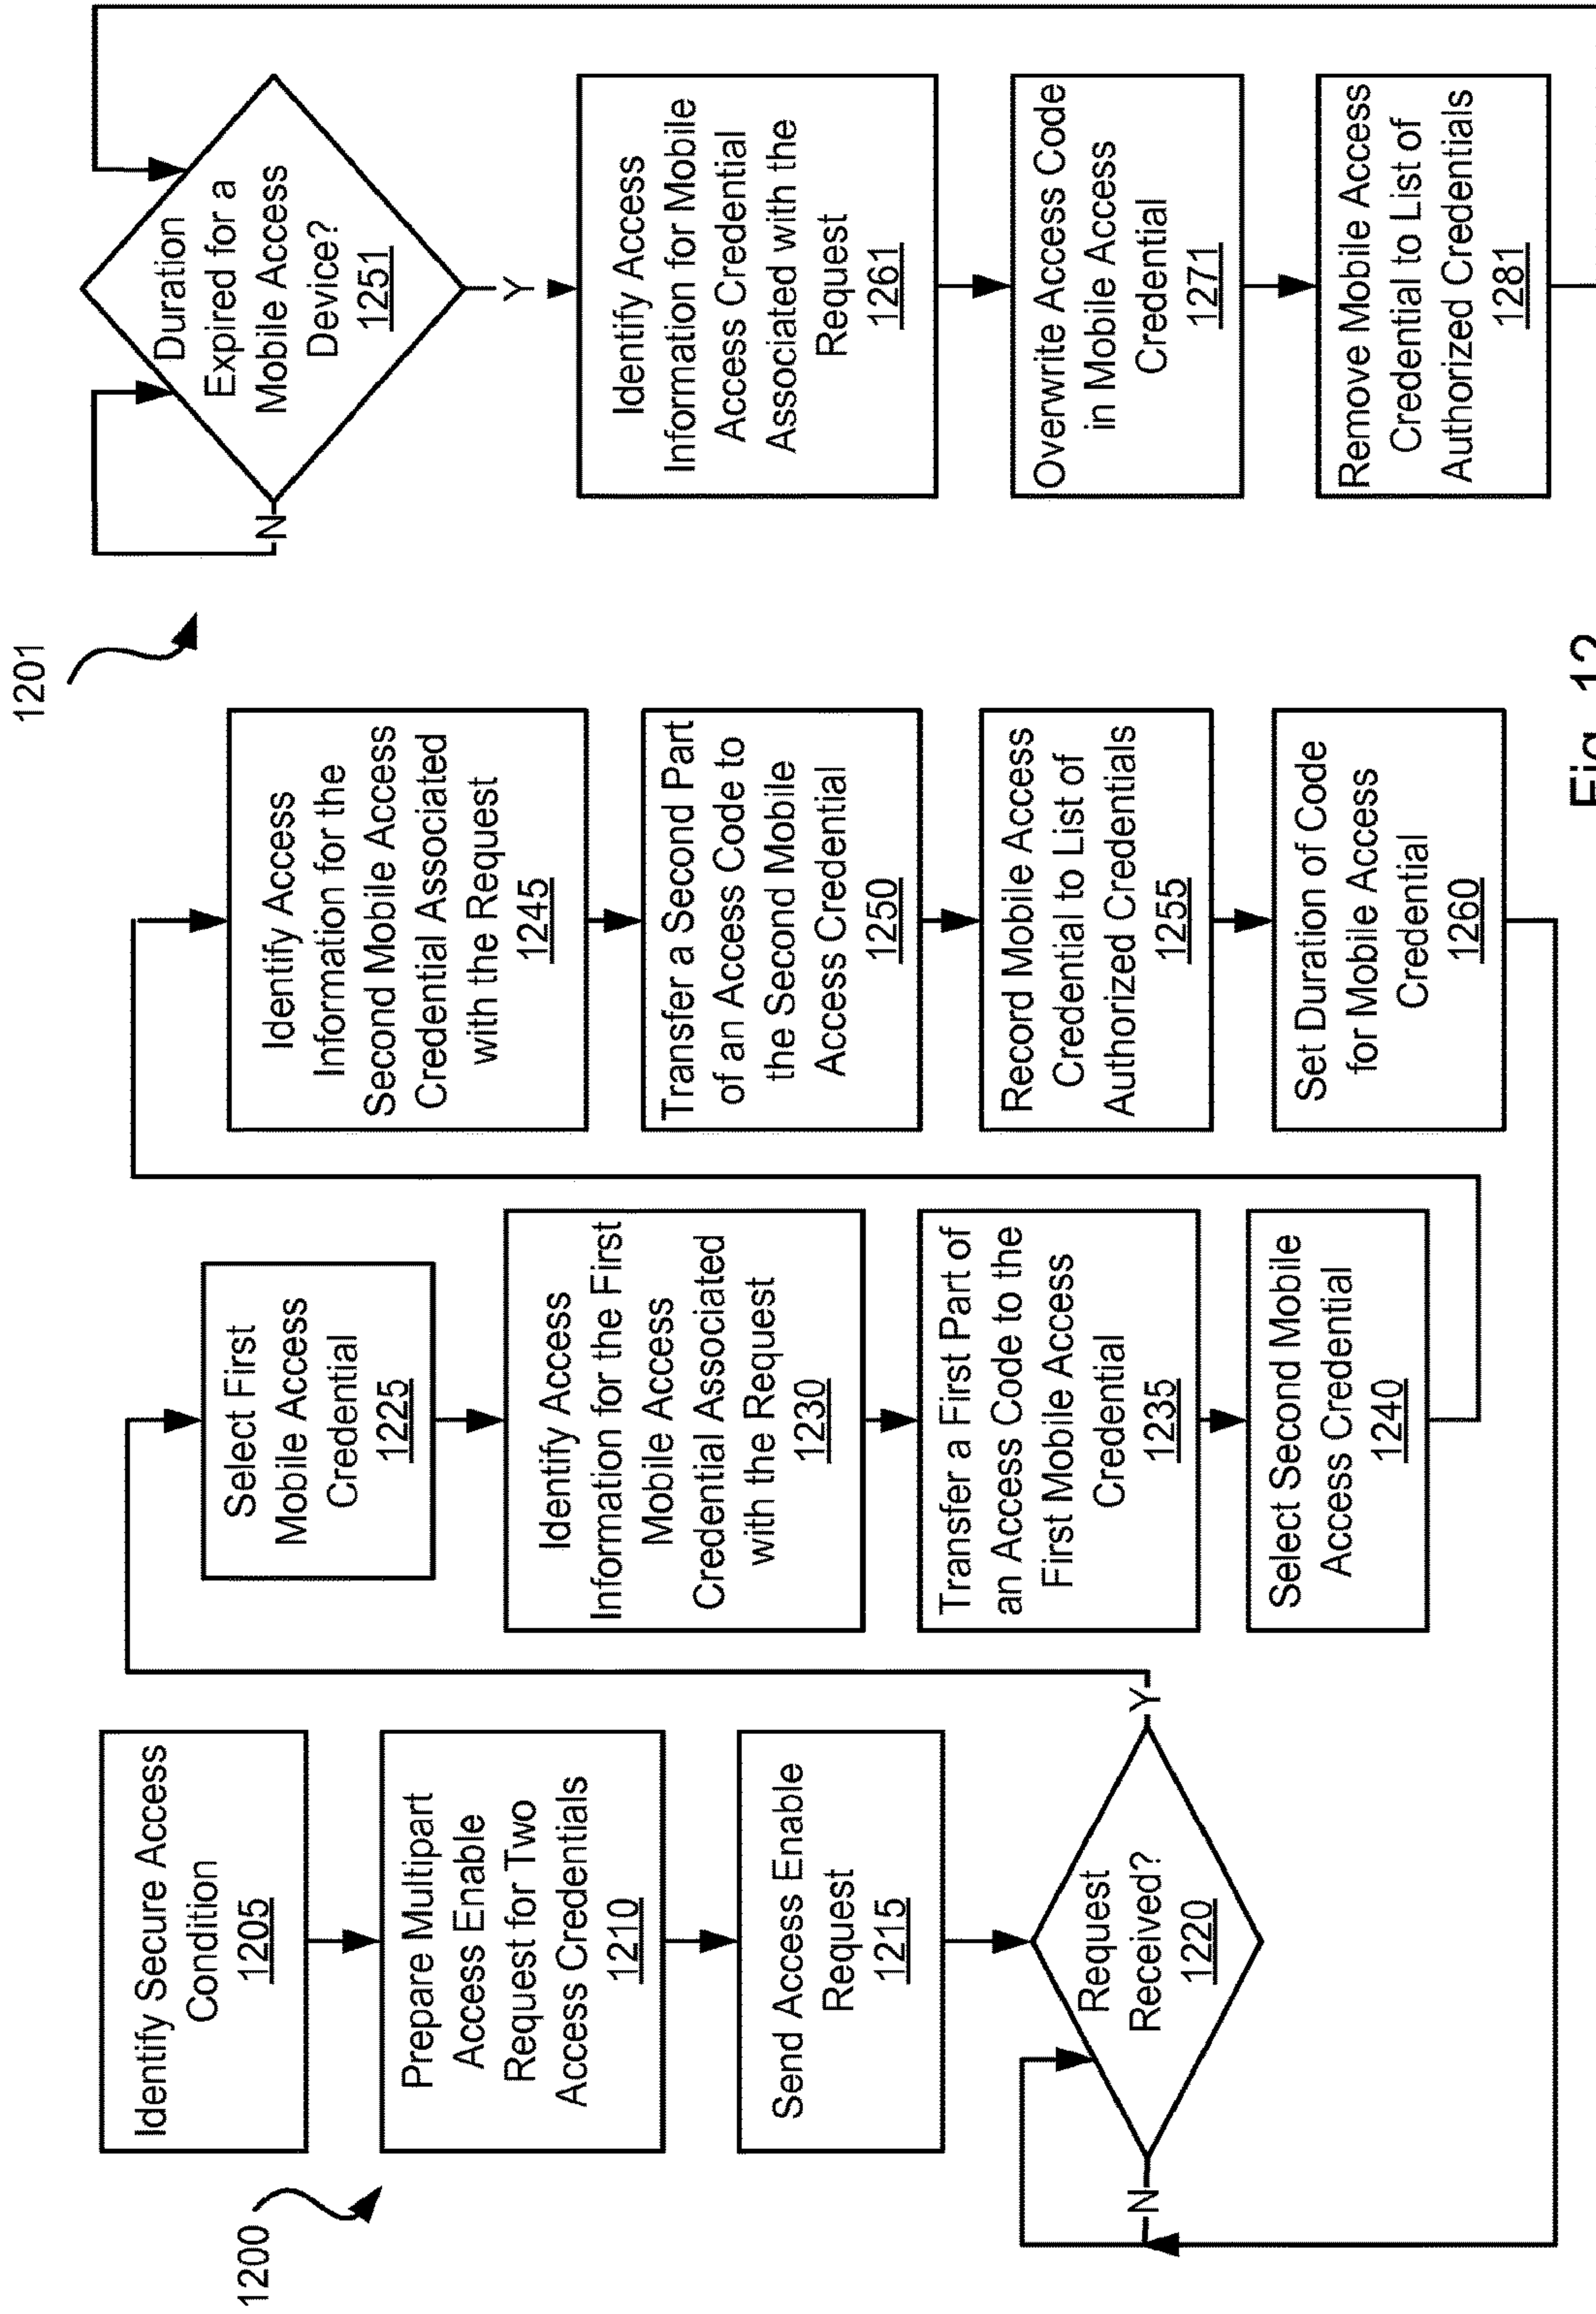 1200
Identify Secure Access
Condition
1205
Prepare Multipart
Access Enable
Request for Two
Access Credentials
1210
Send Access Enable
Request
1215
Request
Received?
1220
N
Y
Select First
Mobile Access
Credential
1225
Identify Access
Information for the First
Mobile Access
Credential Associated
with the Request
1230
Transfer a First Part of
an Access Code to the
First Mobile Access
Credential
1235
Select Second Mobile
Access Credential
1240
Identify Access
Information for the
Second Mobile Access
Credential Associated
with the Request
1245
Transfer a Second Part
of an Access Code to
the Second Mobile
Access Credential
1250
Record Mobile Access
Credential to List of
Authorized Credentials
1255
Set Duration of Code
for Mobile Access
Credential
1260
1201
Duration
Expired for a
Mobile Access
Device?
1251
N
Y
Identify Access
Information for Mobile
Access Credential
Associated with the
Request
1261
Overwrite Access Code
in Mobile Access
Credential
1271
Remove Mobile Access
Credential to List of
Authorized Credentials
1281
Fig. 12